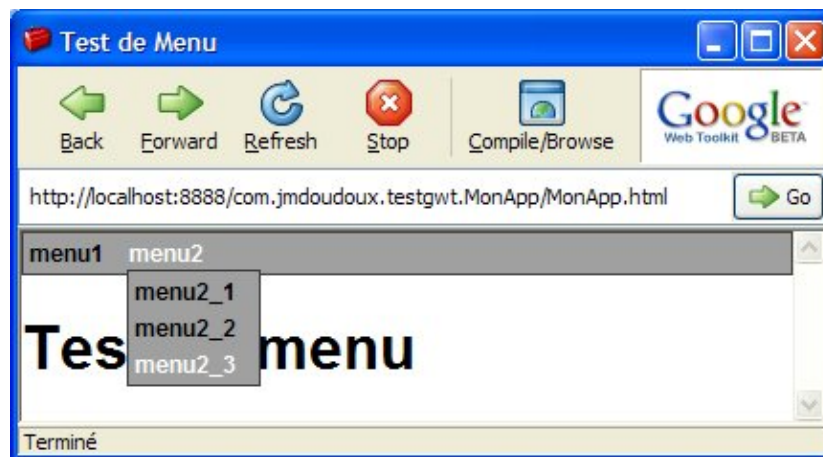 Test de Menu
Back Forward Refresh Stop Compile/Browse
Google
Web Toolkit BETA
http://localhost:8888/com.jmdoudoux.testgwt.MonApp/MonApp.html Go
menu1 menu2
menu2_1
menu2_2
Tes menu
menu2_3
Terminé